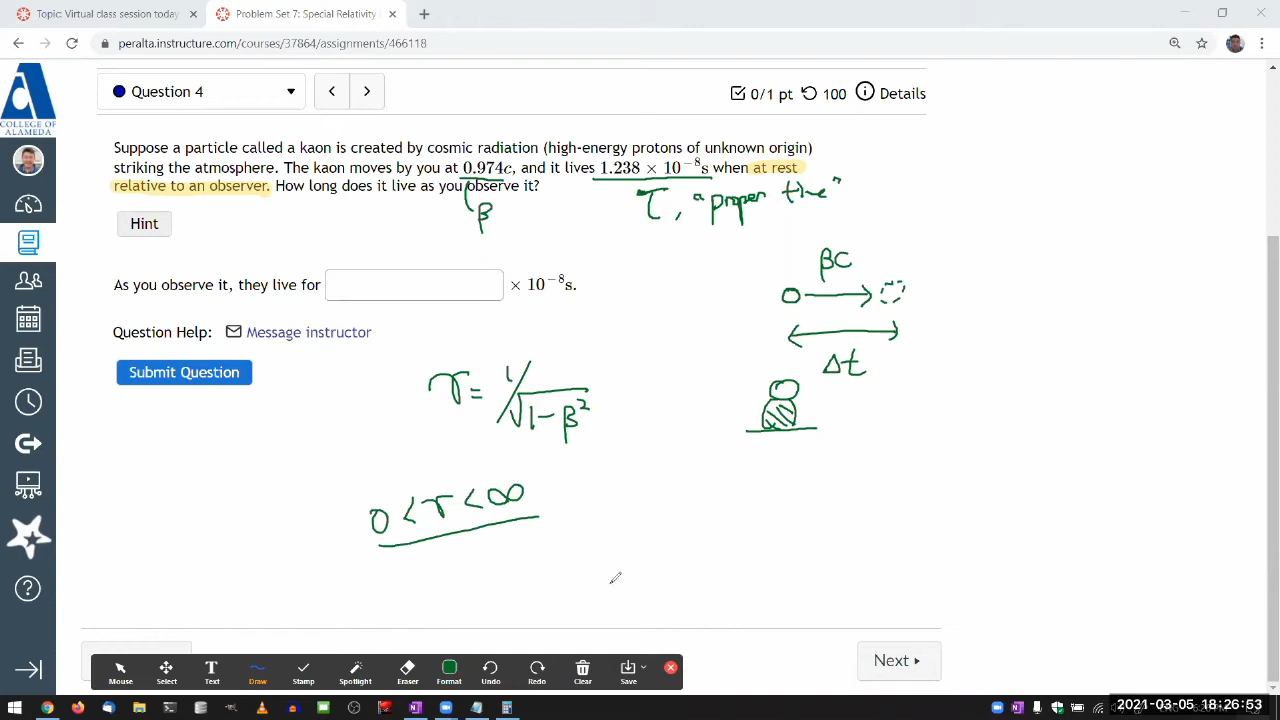 Topic: Virtual class session today
Problem Set 7: Special Relativity
peralta.instructure.com/courses/37864/assignments/466118
COLLEGE OF
ALAMEDA
Question 4
0/1 pt
100
Details
Suppose a particle called a kaon is created by cosmic radiation (high-energy protons of unknown origin)
striking the atmosphere. The kaon moves by you at 0.974c, and it lives 1.238 × 10⁻⁸s when at rest
relative to an observer. How long does it live as you observe it?
β
τ, "proper time"
Hint
βc
As you observe it, they live for × 10⁻⁸s.
Question Help: Message instructor
Δt
Submit Question
γ = 1/√1-β²
0 < γ < ∞
Next
Mouse
Select
Text
Draw
Stamp
Spotlight
Eraser
Format
Undo
Redo
Clear
Save
2021-03-05 18:26:53